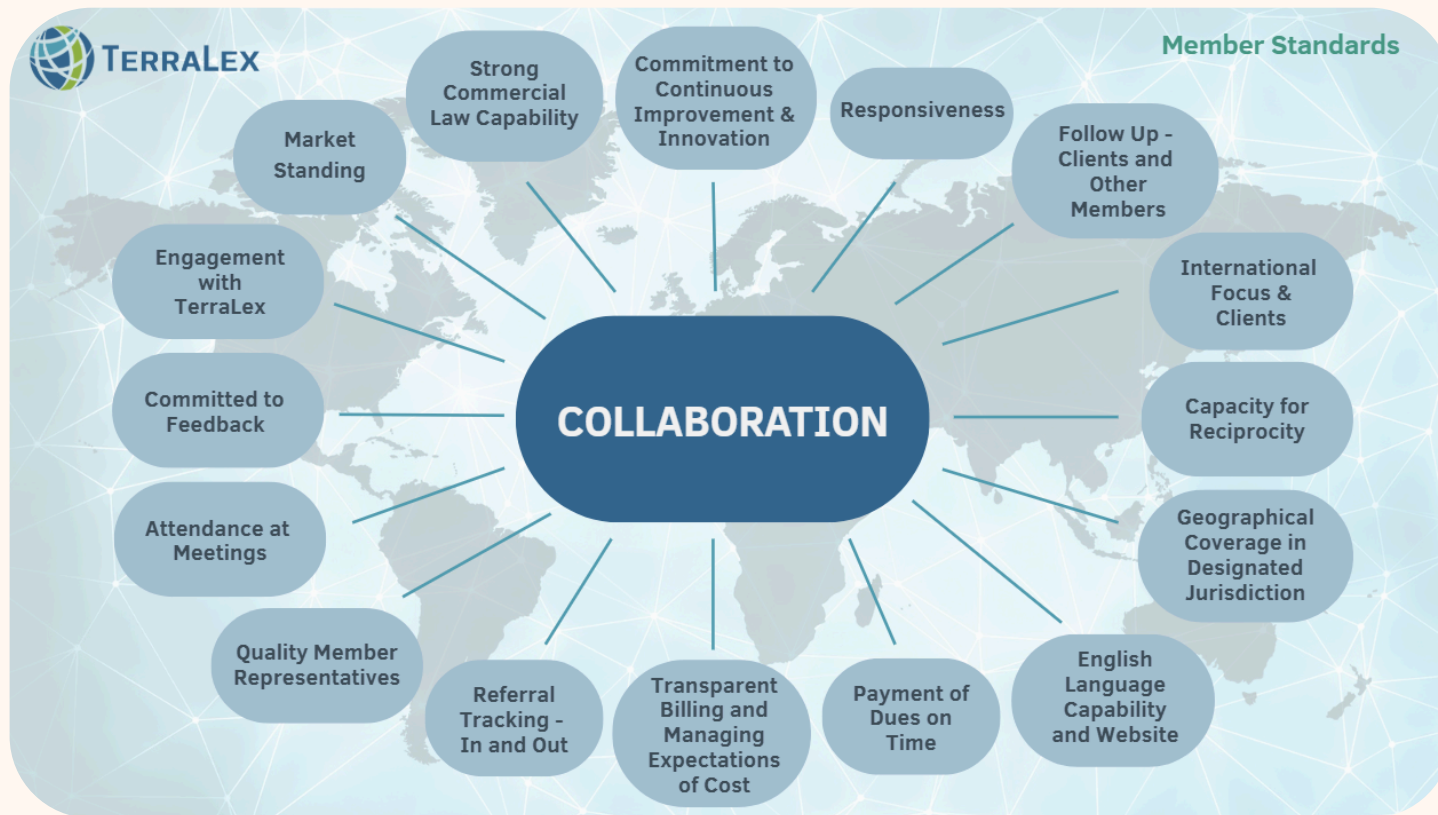 TERRALEX
Member Standards
Strong
Commercial
Law Capability
Commitment to
Continuous
Improvement &
Innovation
Responsiveness
Follow Up -
Clients and
Other
Members
International
Focus &
Clients
Capacity for
Reciprocity
Geographical
Coverage in
Designated
Jurisdiction
English
Language
Capability
and Website
Payment of
Dues on
Time
Transparent
Billing and
Managing
Expectations
of Cost
Referral
Tracking -
In and Out
Quality Member
Representatives
Attendance at
Meetings
Committed to
Feedback
Engagement
with
TerraLex
Market
Standing
COLLABORATION